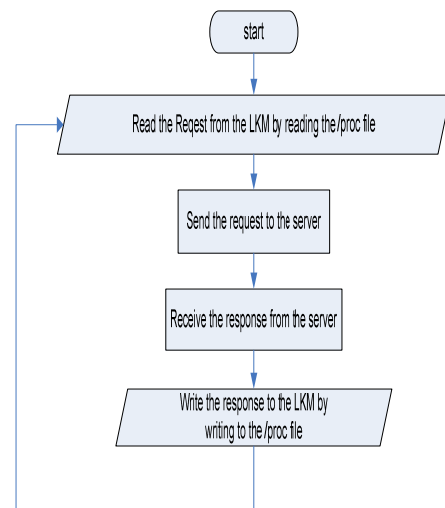 start
Read the Reqest from the LKM by reading the /proc file
Send the request to the server
Receive the response from the server
Write the response to the LKM by
writing to the /proc file